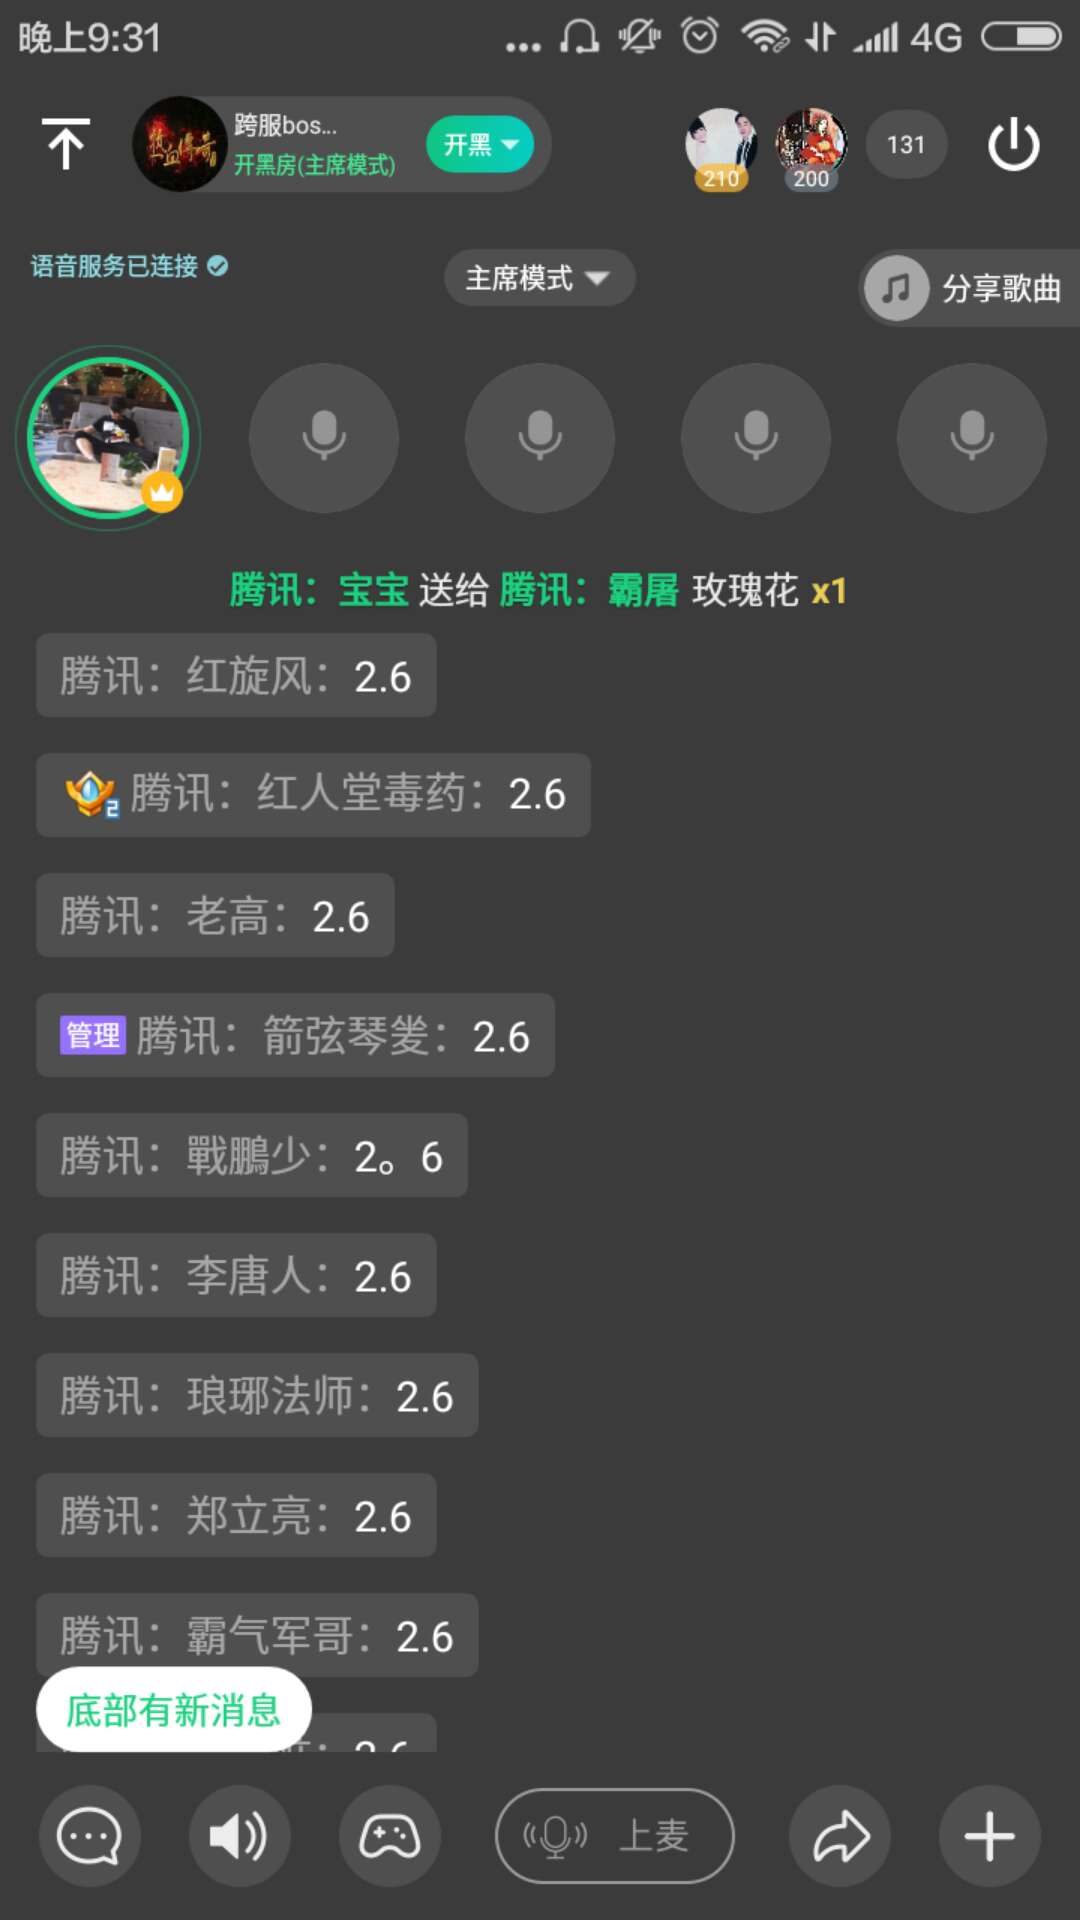 晚上9:31
4G
热血传奇
跨服bos...
开黑房(主席模式)
开黑
210
200
131
语音服务已连接
主席模式
分享歌曲
腾讯：宝宝 送给 腾讯：霸屠 玫瑰花 x1
腾讯：红旋风：2.6
2 腾讯：红人堂毒药：2.6
腾讯：老高：2.6
管理 腾讯：箭弦琴夎：2.6
腾讯：戰鵬少：2。6
腾讯：李唐人：2.6
腾讯：琅琊法师：2.6
腾讯：郑立亮：2.6
腾讯：霸气军哥：2.6
底部有新消息
上麦